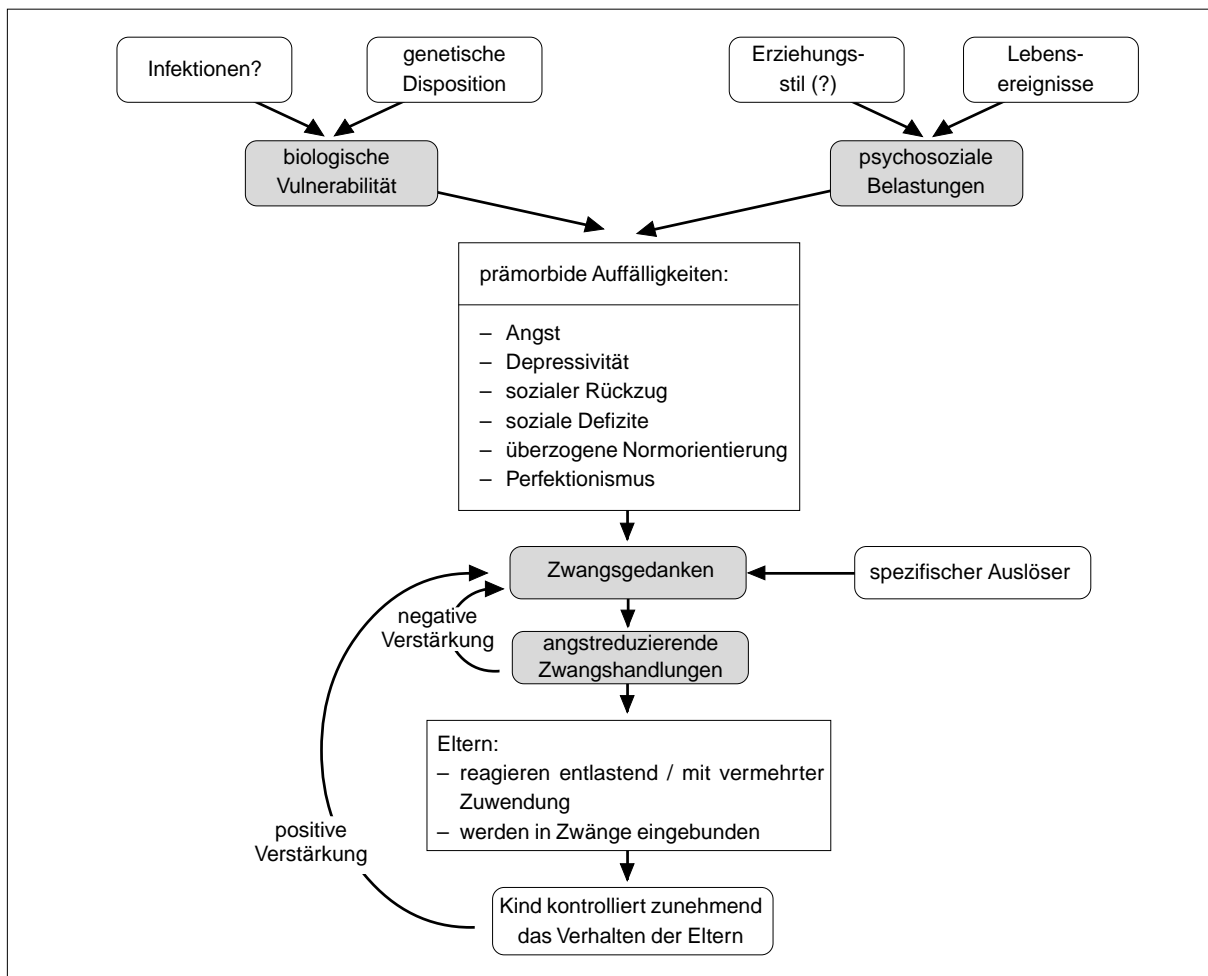 Infektionen?
genetische
Disposition
Erziehungs-
stil (?)
Lebens-
ereignisse
biologische
Vulnerabilität
psychosoziale
Belastungen
prämorbide Auffälligkeiten:
– Angst
– Depressivität
– sozialer Rückzug
– soziale Defizite
– überzogene Normorientierung
– Perfektionismus
Zwangsgedanken
spezifischer Auslöser
negative
Verstärkung
angstreduzierende
Zwangshandlungen
Eltern:
– reagieren entlastend / mit vermehrter
Zuwendung
– werden in Zwänge eingebunden
positive
Verstärkung
Kind kontrolliert zunehmend
das Verhalten der Eltern